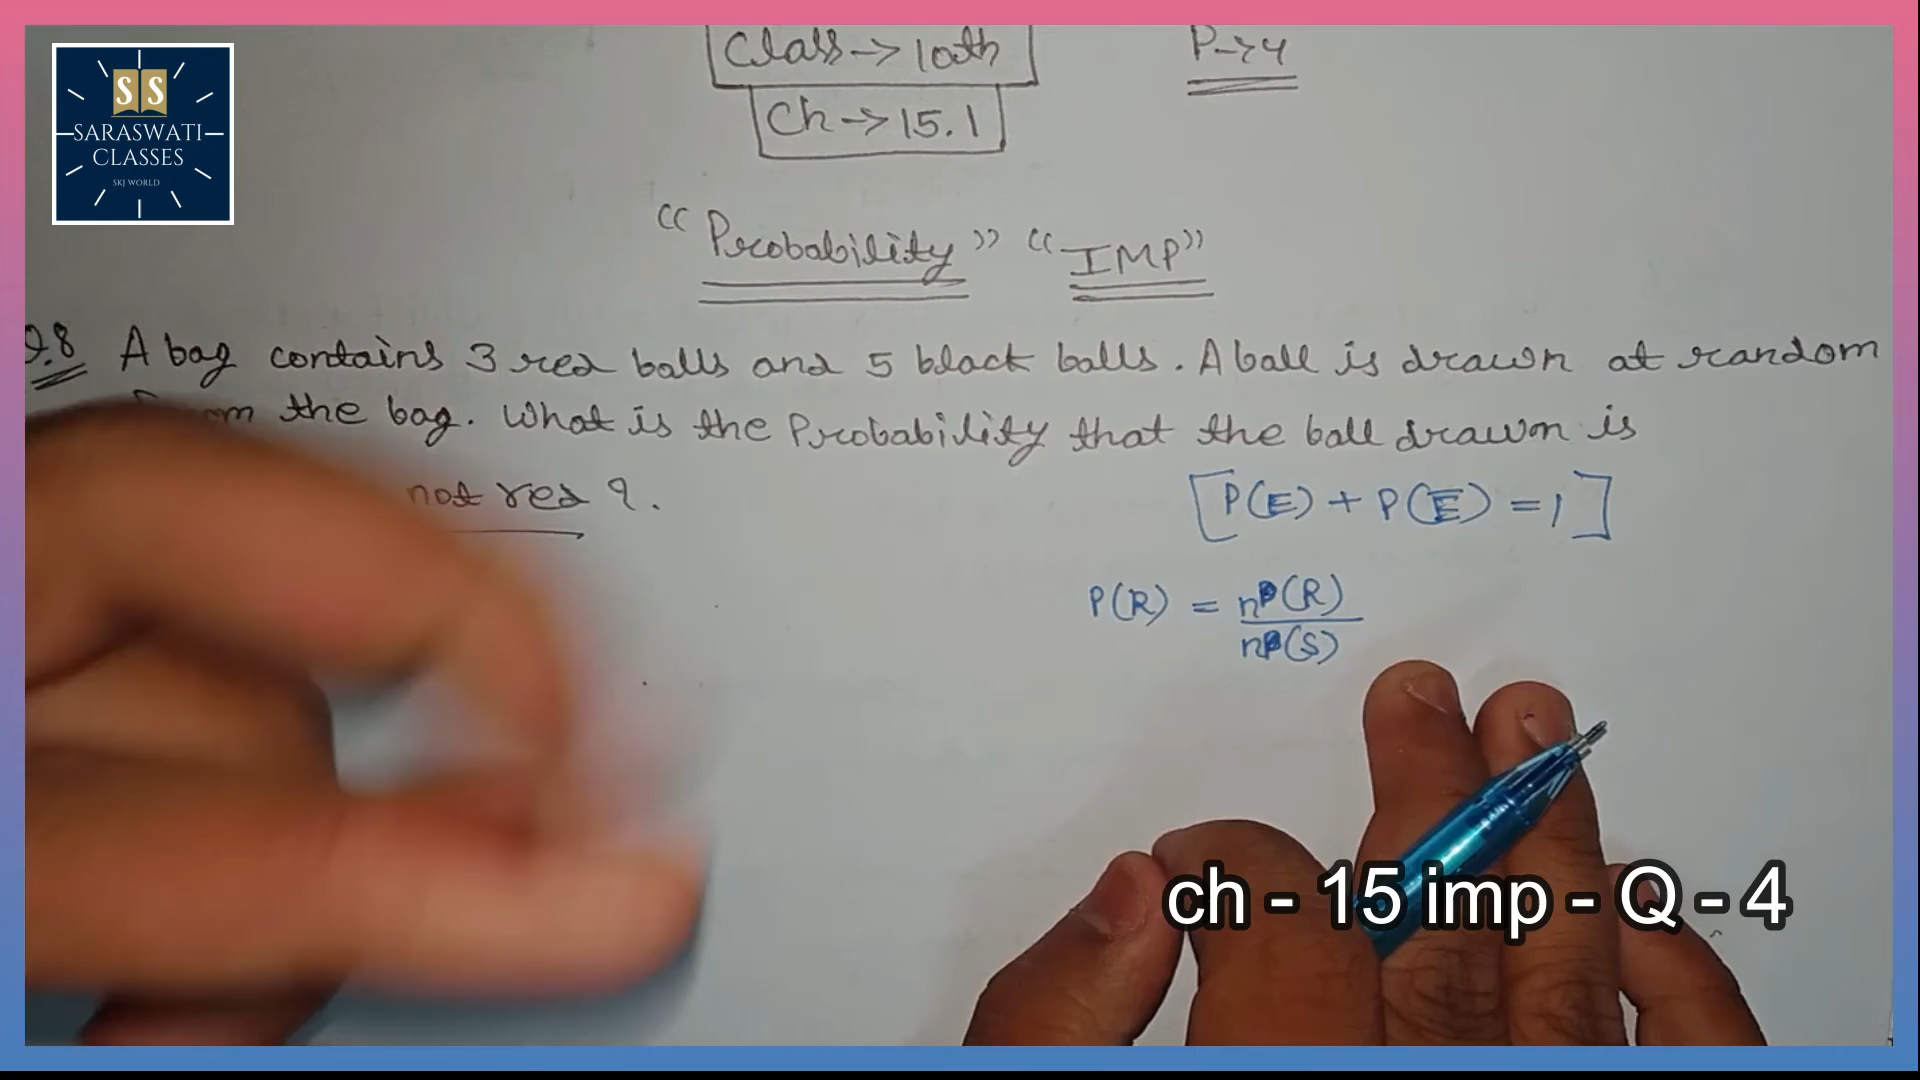 SS
SARASWATI
CLASSES
SKJ WORLD
Class -> 10th
P->4
Ch -> 15.1
"Probability" "IMP"
Q.8 A bag contains 3 red balls and 5 black balls. A ball is drawn at random
the bag. What is the Probability that the ball drawn is
not red ?.
[P(E) + P(E̅) = 1]
P(R) = n(R)
n(S)
ch - 15 imp - Q - 4